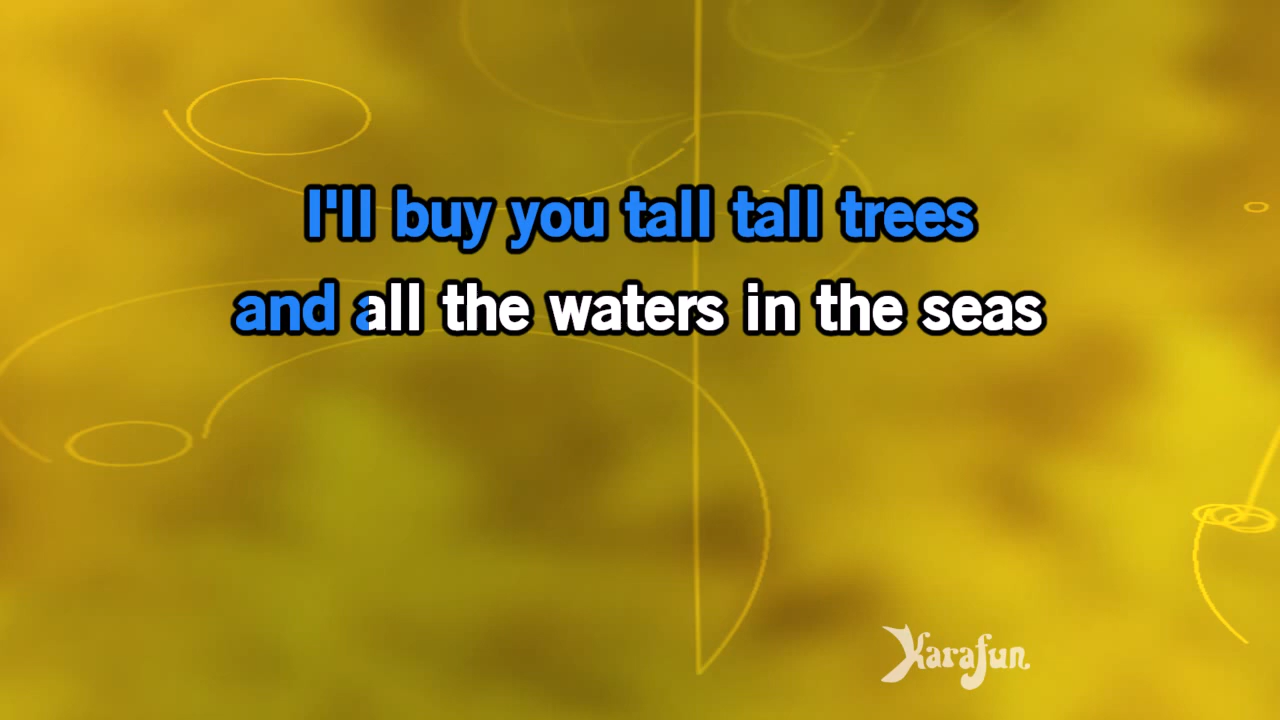 I'll buy you tall tall trees
and all the waters in the seas
Karafun